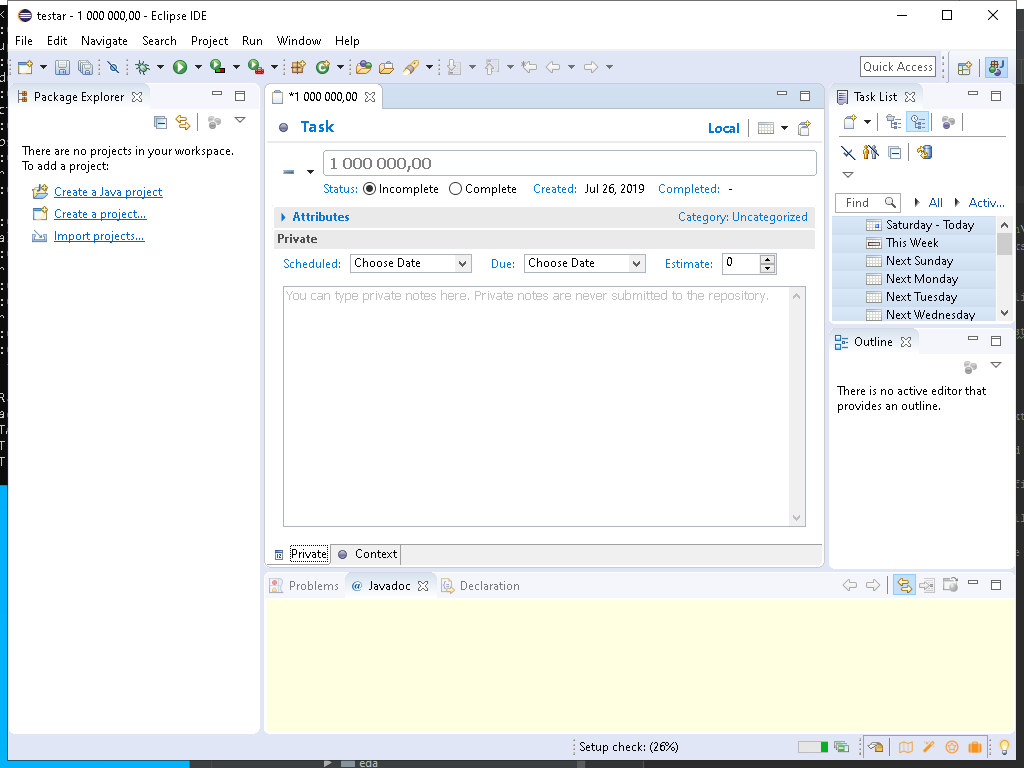 testar - 1 000 000,00 - Eclipse IDE
File Edit Navigate Search Project Run Window Help
Quick Access
Package Explorer
*1 000 000,00
Task List
Task
Local
There are no projects in your workspace.
To add a project:
Create a Java project
Create a project...
Import projects...
1 000 000,00
Status: Incomplete Complete Created: Jul 26, 2019 Completed: -
Attributes Category: Uncategorized
Private
Scheduled: Choose Date Due: Choose Date Estimate: 0
You can type private notes here. Private notes are never submitted to the repository.
Private Context
Find All Activ...
Saturday - Today
This Week
Next Sunday
Next Monday
Next Tuesday
Next Wednesday
Outline
There is no active editor that
provides an outline.
Problems @ Javadoc Declaration
Setup check: (26%)
eda